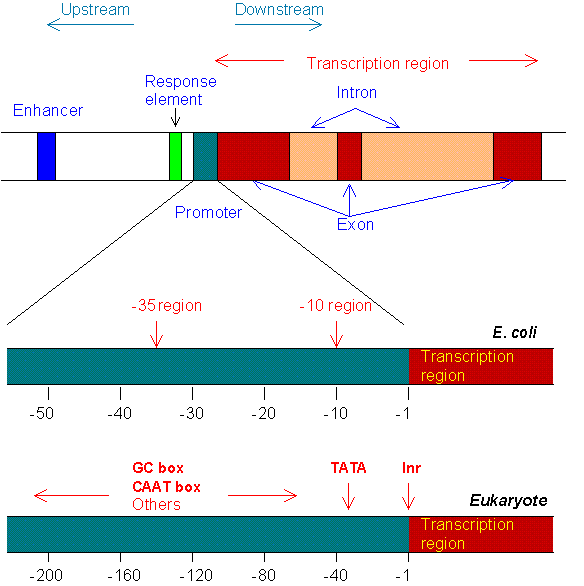 Upstream
Downstream
Transcription region
Response
element
Intron
Enhancer
Promoter
Exon
-35 region
-10 region
E. coli
Transcription
region
-50
-40
-30
-20
-10
-1
GC box
CAAT box
Others
TATA
Inr
Eukaryote
Transcription
region
-200
-160
-120
-80
-40
-1